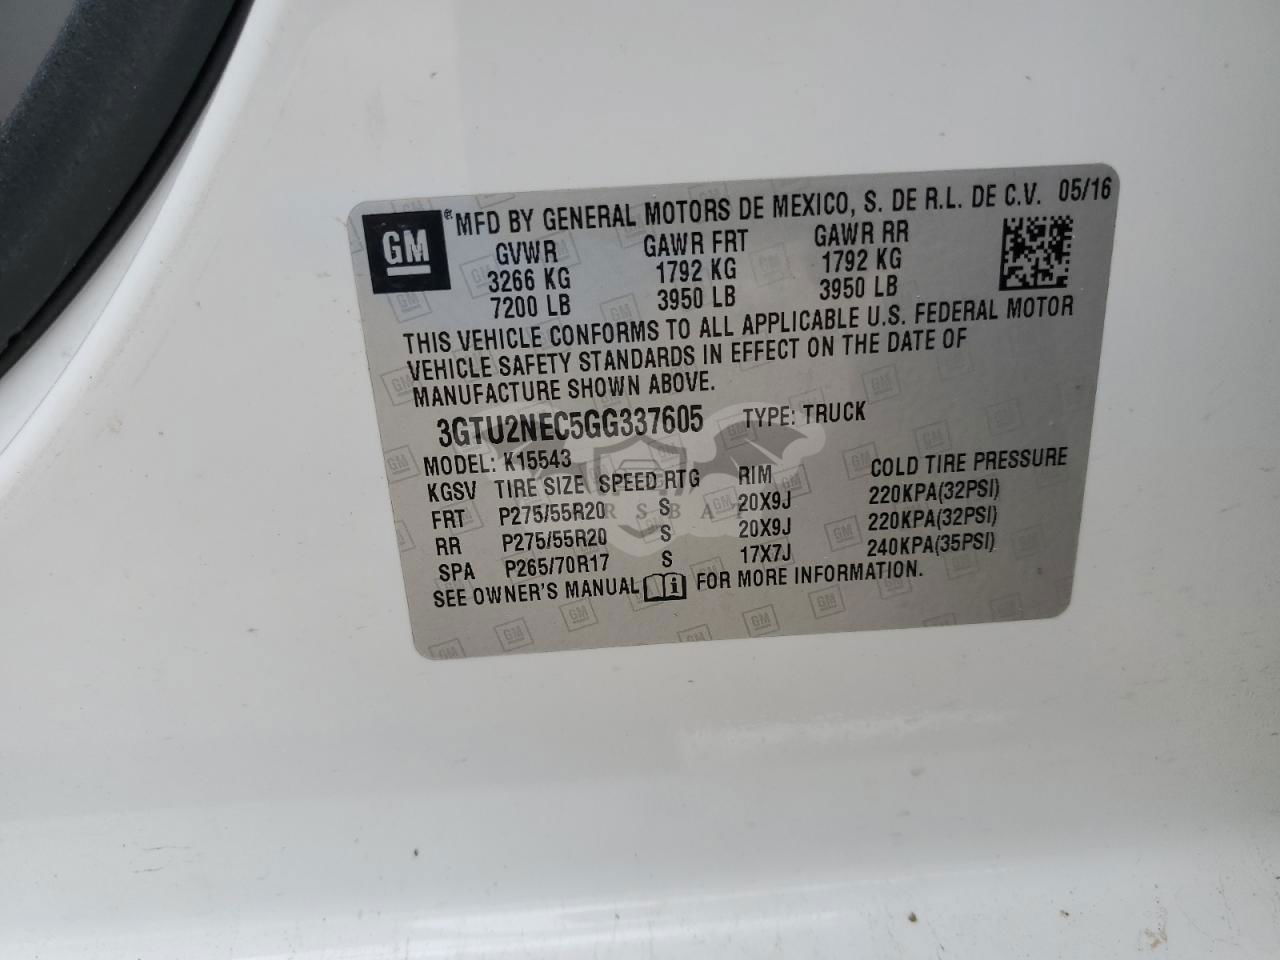 GM ® MFD BY GENERAL MOTORS DE MEXICO, S. DE R.L. DE C.V. 05/16
GVWR GAWR FRT GAWR RR
3266 KG 1792 KG 1792 KG
7200 LB 3950 LB 3950 LB
THIS VEHICLE CONFORMS TO ALL APPLICABLE U.S. FEDERAL MOTOR
VEHICLE SAFETY STANDARDS IN EFFECT ON THE DATE OF
MANUFACTURE SHOWN ABOVE.
3GTU2NEC5GG337605 TYPE: TRUCK
MODEL: K15543
KGSV TIRE SIZE SPEED RTG RIM COLD TIRE PRESSURE
FRT P275/55R20 S 20X9J 220KPA(32PSI)
RR P275/55R20 S 20X9J 220KPA(32PSI)
SPA P265/70R17 S 17X7J 240KPA(35PSI)
SEE OWNER'S MANUAL FOR MORE INFORMATION.